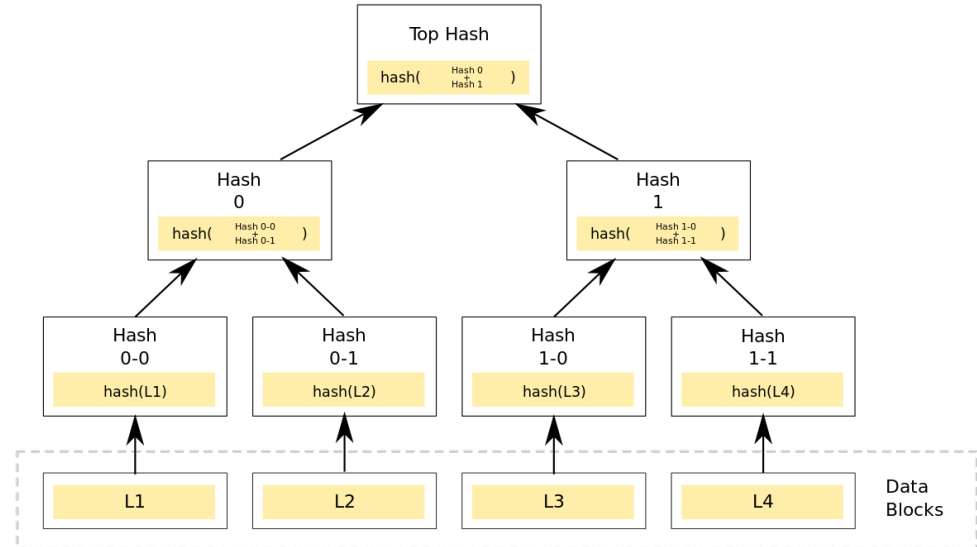 Top Hash
hash( Hash 0 + Hash 1 )
Hash
0
hash( Hash 0-0 + Hash 0-1 )
Hash
1
hash( Hash 1-0 + Hash 1-1 )
Hash
0-0
hash(L1)
Hash
0-1
hash(L2)
Hash
1-0
hash(L3)
Hash
1-1
hash(L4)
L1
L2
L3
L4
Data
Blocks